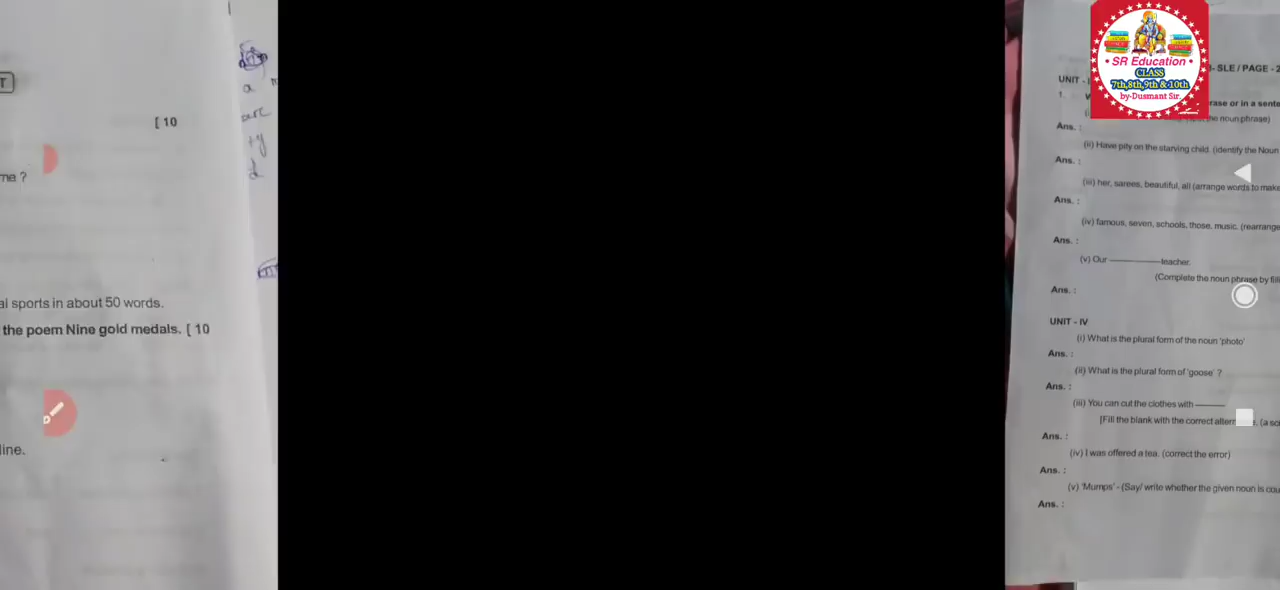 T
[ 10
me ?
al sports in about 50 words.
the poem Nine gold medals. [ 10
line.
a
• SR Education •
CLASS
7th,8th,9th & 10th
by-Dusmant Sir.
- SLE / PAGE - 2
UNIT - I
1.
rase or in a sente
the noun phrase)
Ans. :
(ii) Have pity on the starving child. (identify the Noun
Ans. :
(iii) her, sarees, beautiful, all (arrange words to make
Ans. :
(iv) famous, seven, schools, those, music. (rearrange
Ans. :
(v) Our ———— teacher.
(Complete the noun phrase by fill
Ans. :
UNIT - IV
(i) What is the plural form of the noun 'photo'
Ans. :
(ii) What is the plural form of 'goose' ?
Ans. :
(iii) You can cut the clothes with ———
[Fill the blank with the correct altern
Ans. :
(iv) I was offered a tea. (correct the error)
Ans. :
(v) 'Mumps' - (Say/ write whether the given noun is cou
Ans. :